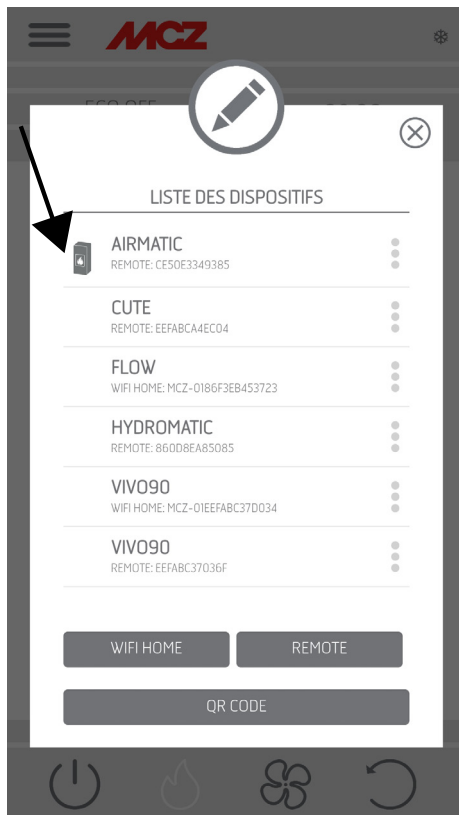 MCZ
LISTE DES DISPOSITIFS
AIRMATIC
REMOTE: CE50E3349385
CUTE
REMOTE: EEFABCA4EC04
FLOW
WIFI HOME: MCZ-0186F3EB453723
HYDROMATIC
REMOTE: 860D8EA85085
VIVO90
WIFI HOME: MCZ-01EEFABC37D034
VIVO90
REMOTE: EEFABC37036F
WIFI HOME
REMOTE
QR CODE